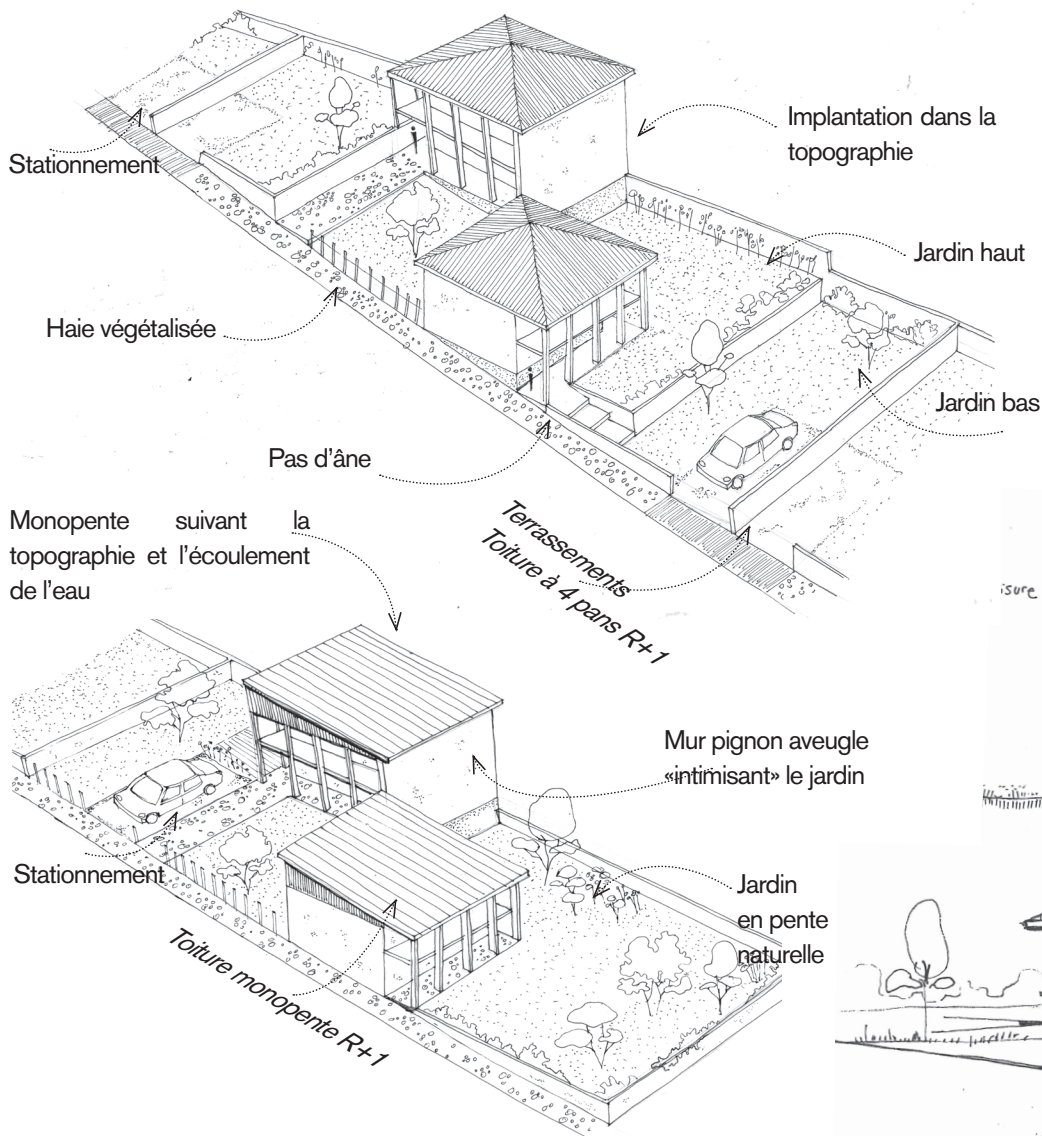 Implantation dans la
topographie
Stationnement
Jardin haut
Haie végétalisée
Jardin bas
Pas d'âne
Terrassements
Toiture à 4 pans R+1
Monopente suivant la
topographie et l'écoulement
de l'eau
Mur pignon aveugle
«intimisant» le jardin
Stationnement
Jardin
en pente
naturelle
Toiture monopente R+1